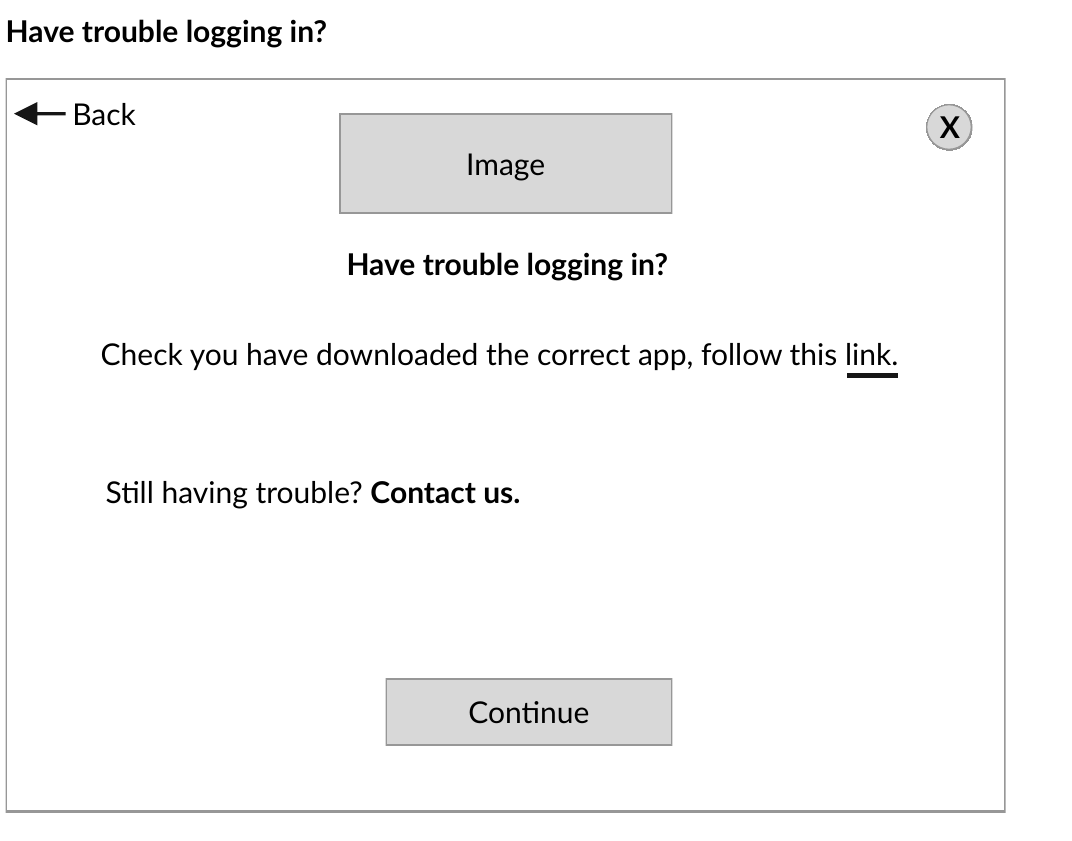 Have trouble logging in?
Back
X
Image
Have trouble logging in?
Check you have downloaded the correct app, follow this link.
Still having trouble? Contact us.
Continue